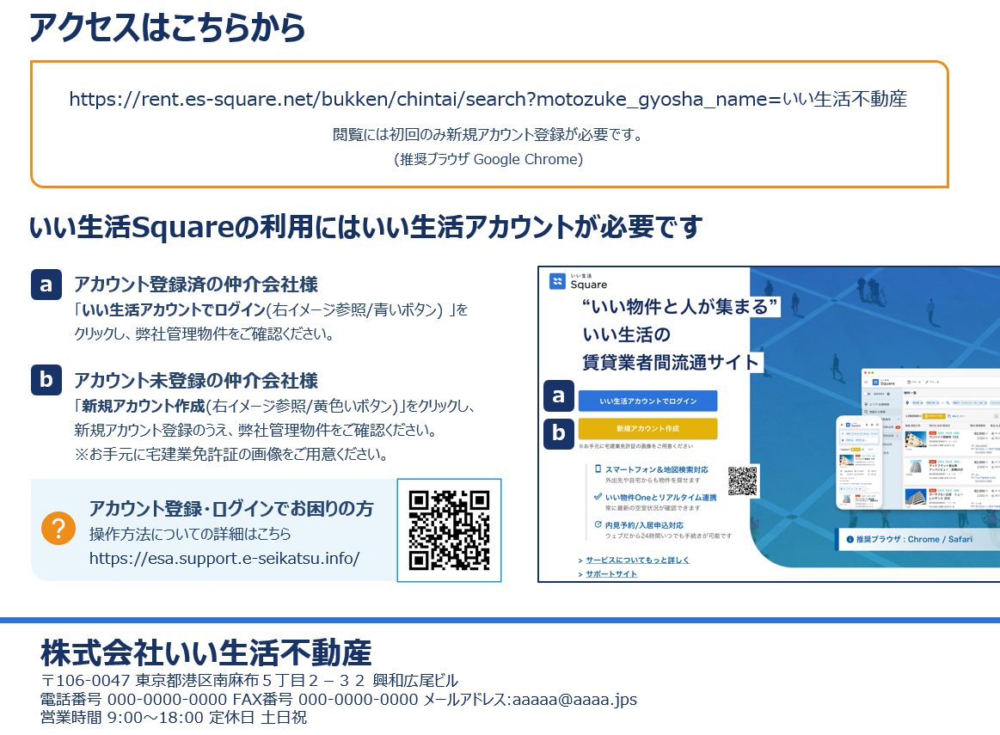 アクセスはこちらから
https://rent.es-square.net/bukken/chintai/search?motozuke_gyosha_name=いい生活不動産
閲覧には初回のみ新規アカウント登録が必要です。
(推奨ブラウザ Google Chrome)
いい生活Squareの利用にはいい生活アカウントが必要です
a アカウント登録済の仲介会社様
「いい生活アカウントでログイン(右イメージ参照/青いボタン) 」を
クリックし、弊社管理物件をご確認ください。
b アカウント未登録の仲介会社様
「新規アカウント作成(右イメージ参照/黄色いボタン)」をクリックし、
新規アカウント登録のうえ、弊社管理物件をご確認ください。
※お手元に宅建業免許証の画像をご用意ください。
? アカウント登録・ログインでお困りの方
操作方法についての詳細はこちら
https://esa.support.e-seikatsu.info/
いい生活
Square
“いい物件と人が集まる”
いい生活の
賃貸業者間流通サイト
a いい生活アカウントでログイン
b 新規アカウント作成
※お手元に宅建業免許証の画像をご用意ください
スマートフォン＆地図検索対応
外出先や自宅からも物件を探せます
いい物件Oneとリアルタイム連携
常に最新の空室状況が確認できます
内見予約/入居申込対応
ウェブだから24時間いつでも手続きが可能です
> サービスについてもっと詳しく
> サポートサイト
いい生活
Square
物件一覧
推奨ブラウザ : Chrome / Safari
株式会社いい生活不動産
〒106-0047 東京都港区南麻布５丁目２－３２ 興和広尾ビル
電話番号 000-0000-0000 FAX番号 000-0000-0000 メールアドレス:aaaaa@aaaa.jps
営業時間 9:00～18:00 定休日 土日祝